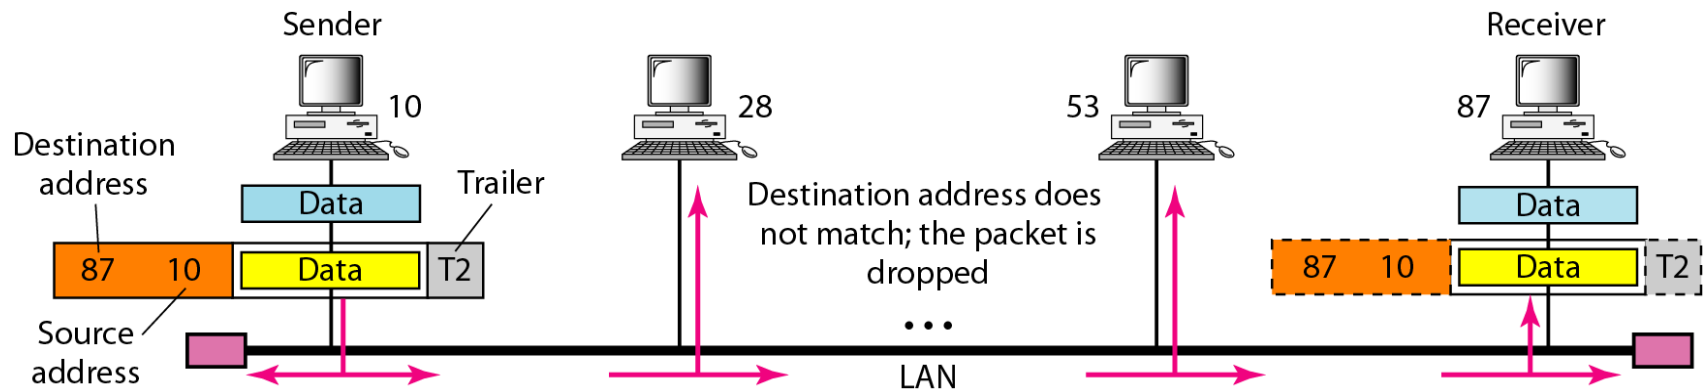 Sender
Receiver
10
28
53
87
Destination
address
Trailer
Data
87 10 Data T2
Source
address
Destination address does
not match; the packet is
dropped
...
LAN
Data
87 10 Data T2